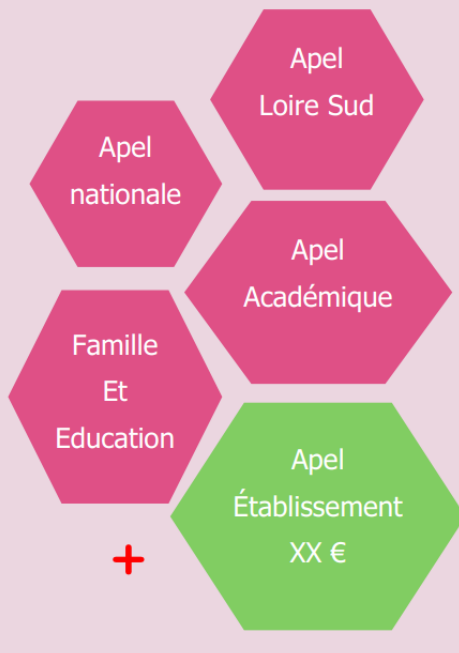 Apel
Loire Sud
Apel
nationale
Apel
Académique
Famille
Et
Education
Apel
Établissement
XX €
+